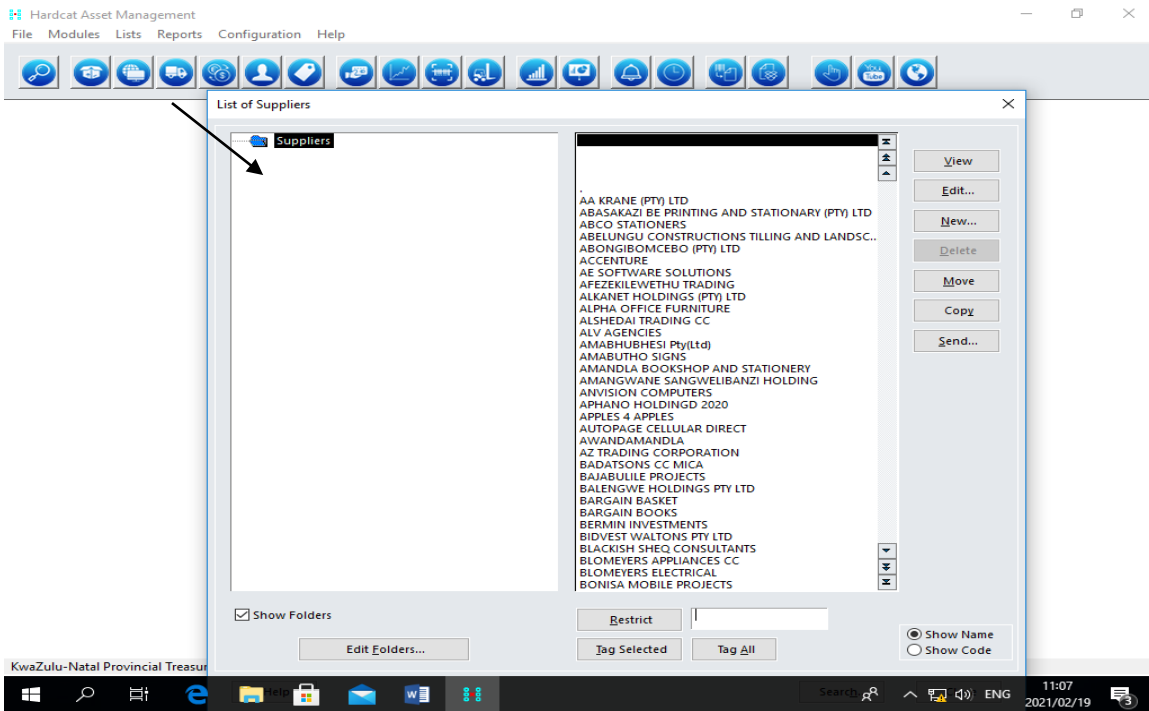 Hardcat Asset Management
File Modules Lists Reports Configuration Help
You Tube
List of Suppliers
Suppliers
.
AA KRANE (PTY) LTD
ABASAKAZI BE PRINTING AND STATIONARY (PTY) LTD
ABCO STATIONERS
ABELUNGU CONSTRUCTIONS TILLING AND LANDSC..
ABONGIBOMCEBO (PTY) LTD
ACCENTURE
AE SOFTWARE SOLUTIONS
AFEZEKILEWETHU TRADING
ALKANET HOLDINGS (PTY) LTD
ALPHA OFFICE FURNITURE
ALSHEDAI TRADING CC
ALV AGENCIES
AMABHUBHESI Pty(Ltd)
AMABUTHO SIGNS
AMANDLA BOOKSHOP AND STATIONERY
AMANGWANE SANGWELIBANZI HOLDING
ANVISION COMPUTERS
APHANO HOLDINGD 2020
APPLES 4 APPLES
AUTOPAGE CELLULAR DIRECT
AWANDAMANDLA
AZ TRADING CORPORATION
BADATSONS CC MICA
BAJABULILE PROJECTS
BALENGWE HOLDINGS PTY LTD
BARGAIN BASKET
BARGAIN BOOKS
BERMIN INVESTMENTS
BIDVEST WALTONS PTY LTD
BLACKISH SHEQ CONSULTANTS
BLOMEYERS APPLIANCES CC
BLOMEYERS ELECTRICAL
BONISA MOBILE PROJECTS
View
Edit...
New...
Delete
Move
Copy
Send...
Show Folders
Restrict
Edit Folders...
Tag Selected
Tag All
Show Name
Show Code
KwaZulu-Natal Provincial Treasur
Help
Search
ENG
11:07
2021/02/19
3